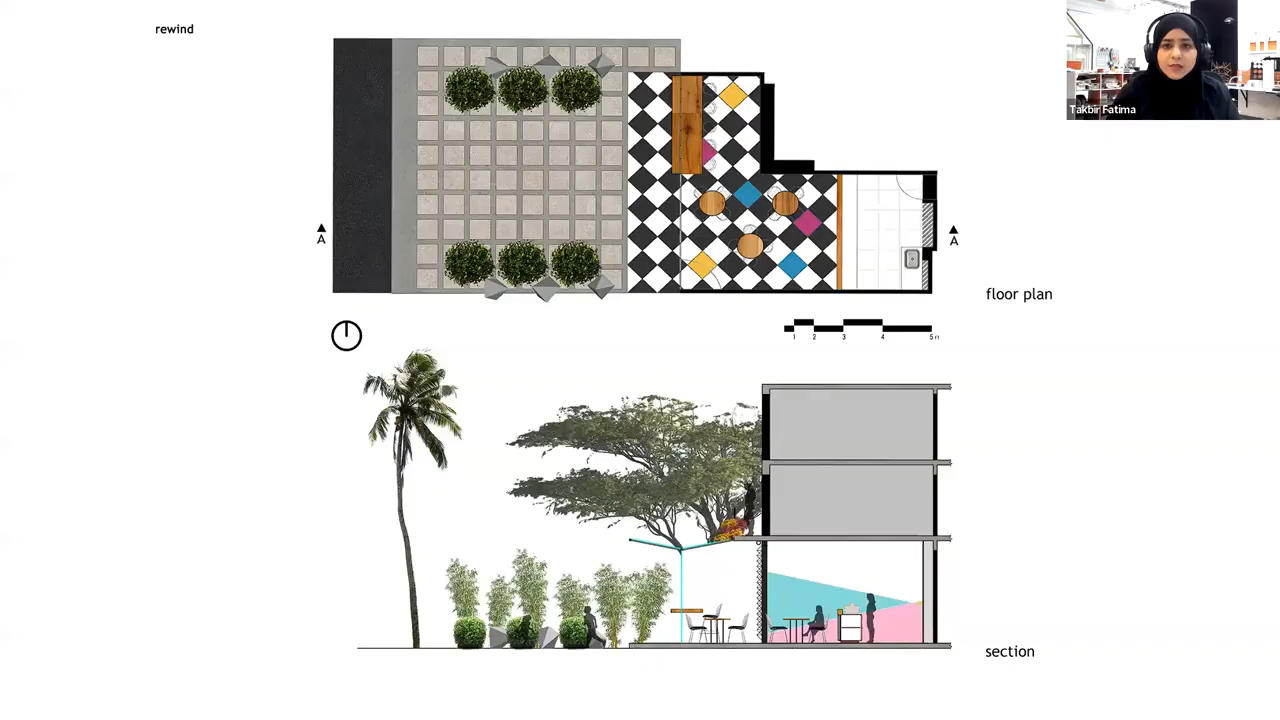 rewind
Takbir Fatima
A
A
floor plan
1 2 3 4 5 ft
section